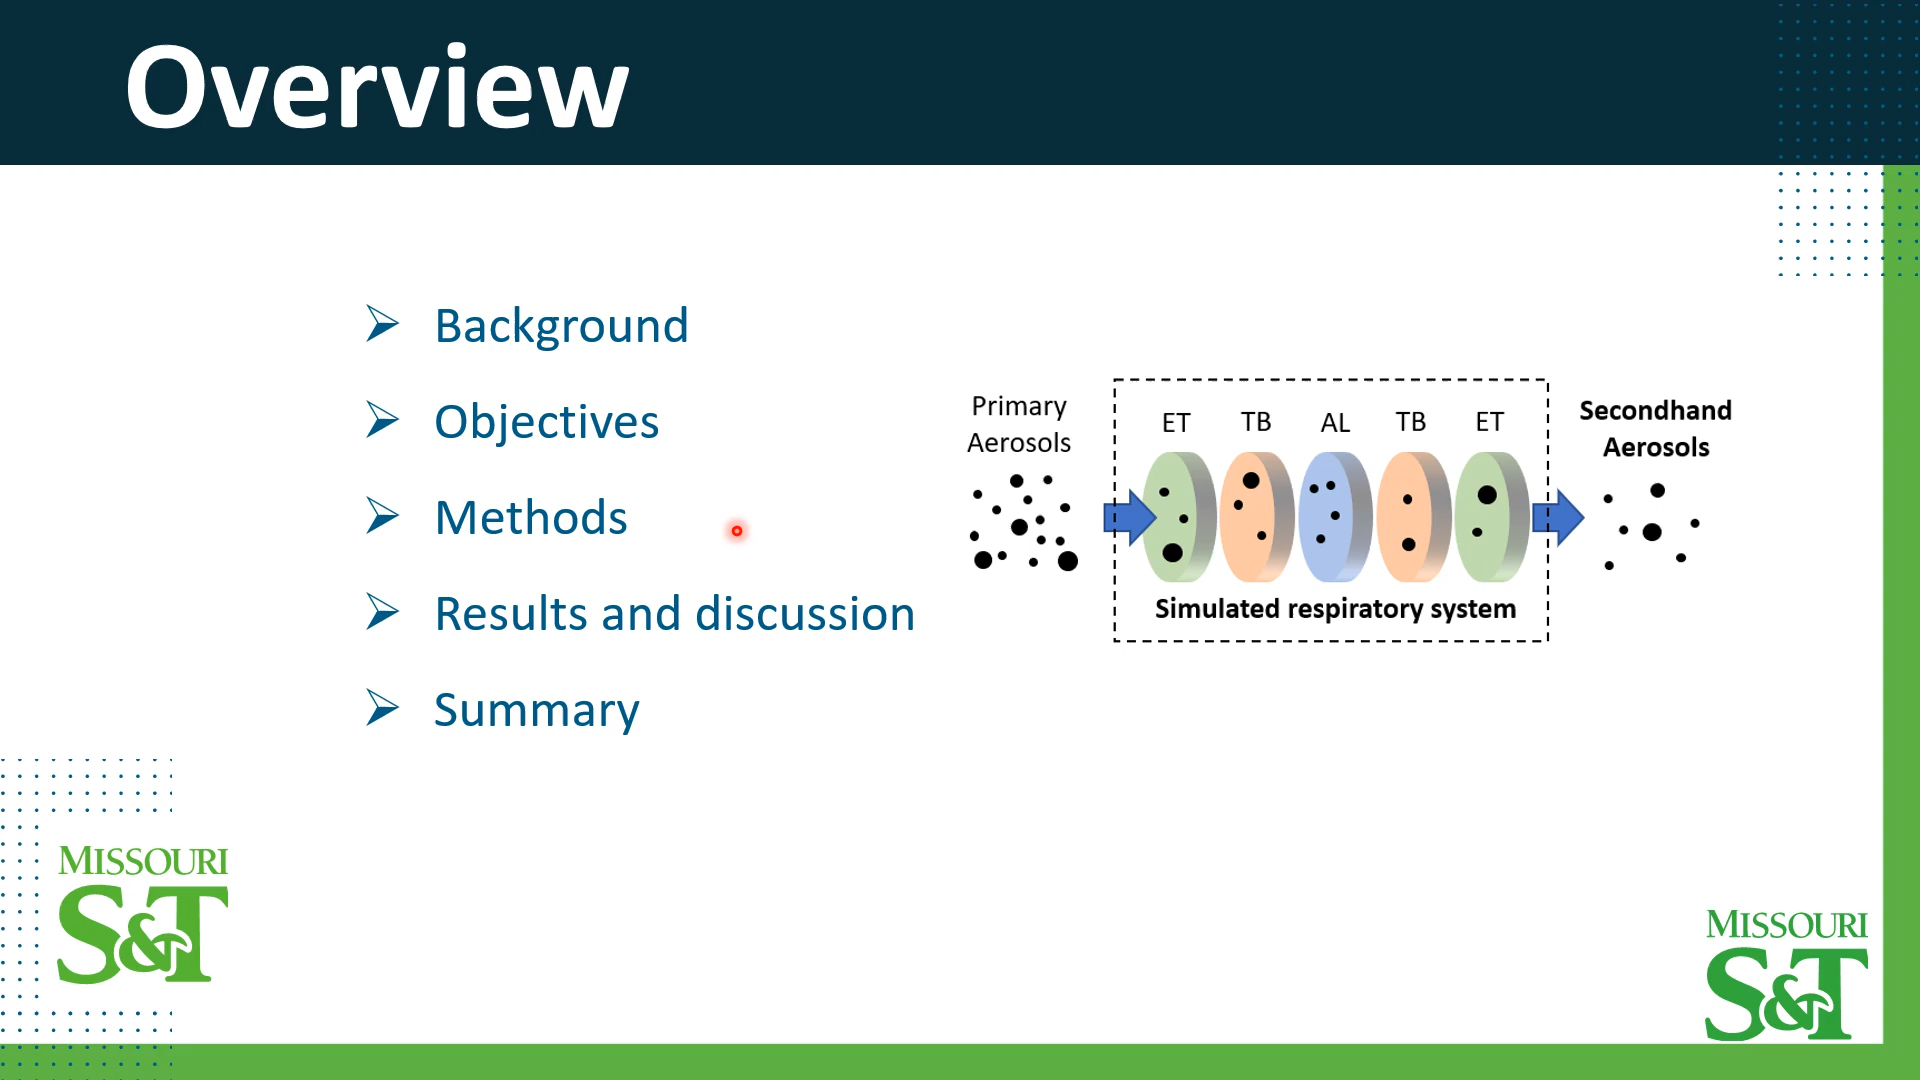 Overview
Background
Objectives
Methods
Results and discussion
Summary
Primary
Aerosols
ET TB AL TB ET
Simulated respiratory system
Secondhand
Aerosols
MISSOURI
S&T
MISSOURI
S&T